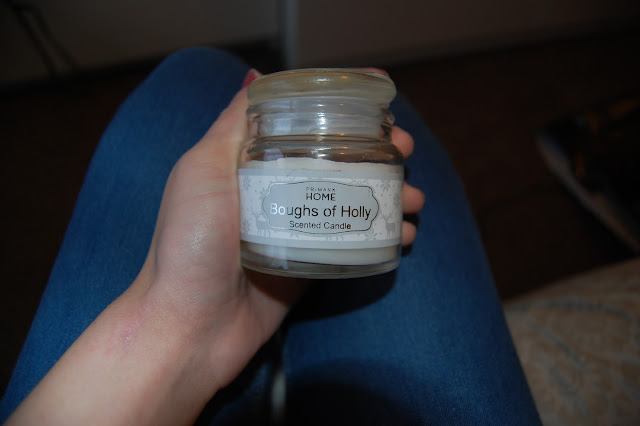 PRIMARK
HOME
Boughs of Holly
Scented Candle